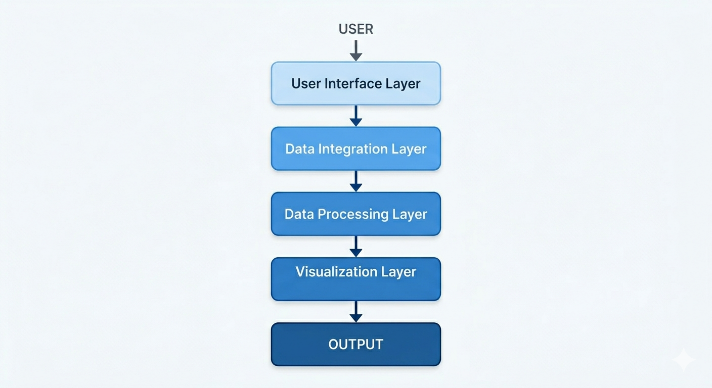 USER
User Interface Layer
Data Integration Layer
Data Processing Layer
Visualization Layer
OUTPUT